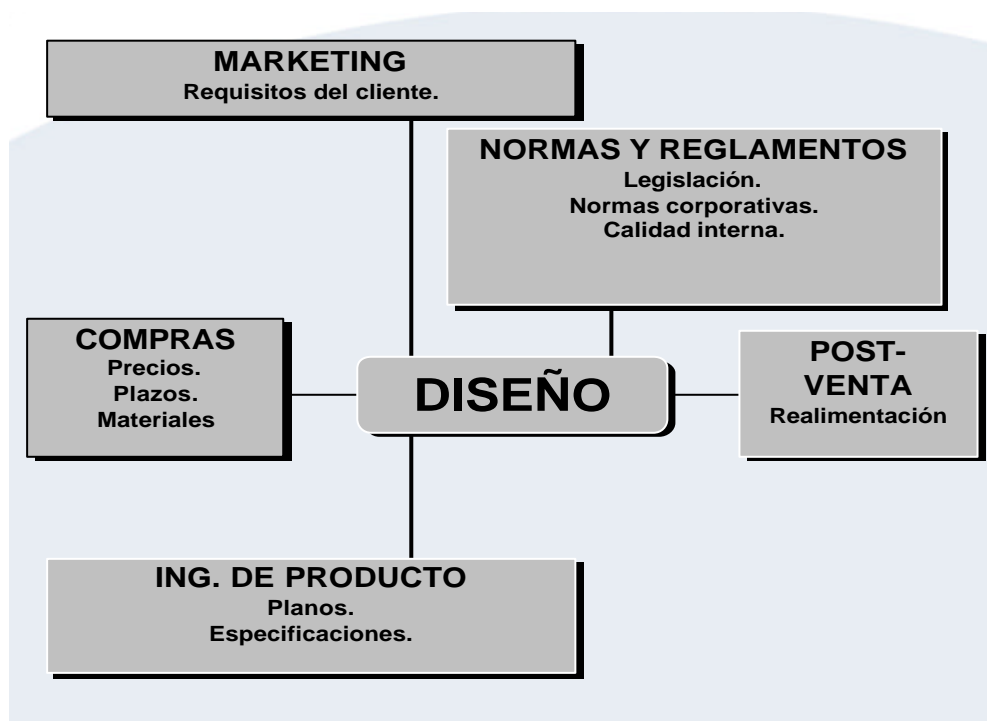 MARKETING
Requisitos del cliente.
NORMAS Y REGLAMENTOS
Legislación.
Normas corporativas.
Calidad interna.
COMPRAS
Precios.
Plazos.
Materiales
DISEÑO
POST-
VENTA
Realimentación
ING. DE PRODUCTO
Planos.
Especificaciones.